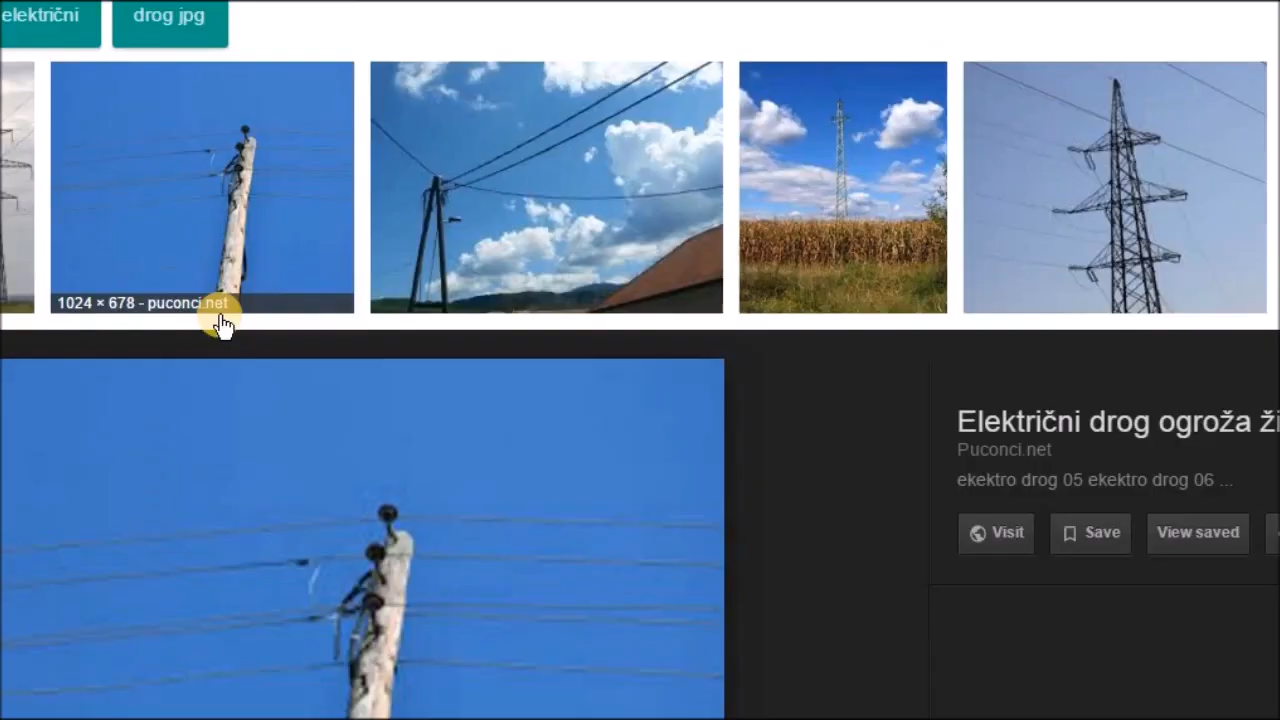 električni
drog jpg
1024 × 678 - puconci.net
Električni drog ogroža ži
Puconci.net
ekektro drog 05 ekektro drog 06 ...
Visit
Save
View saved